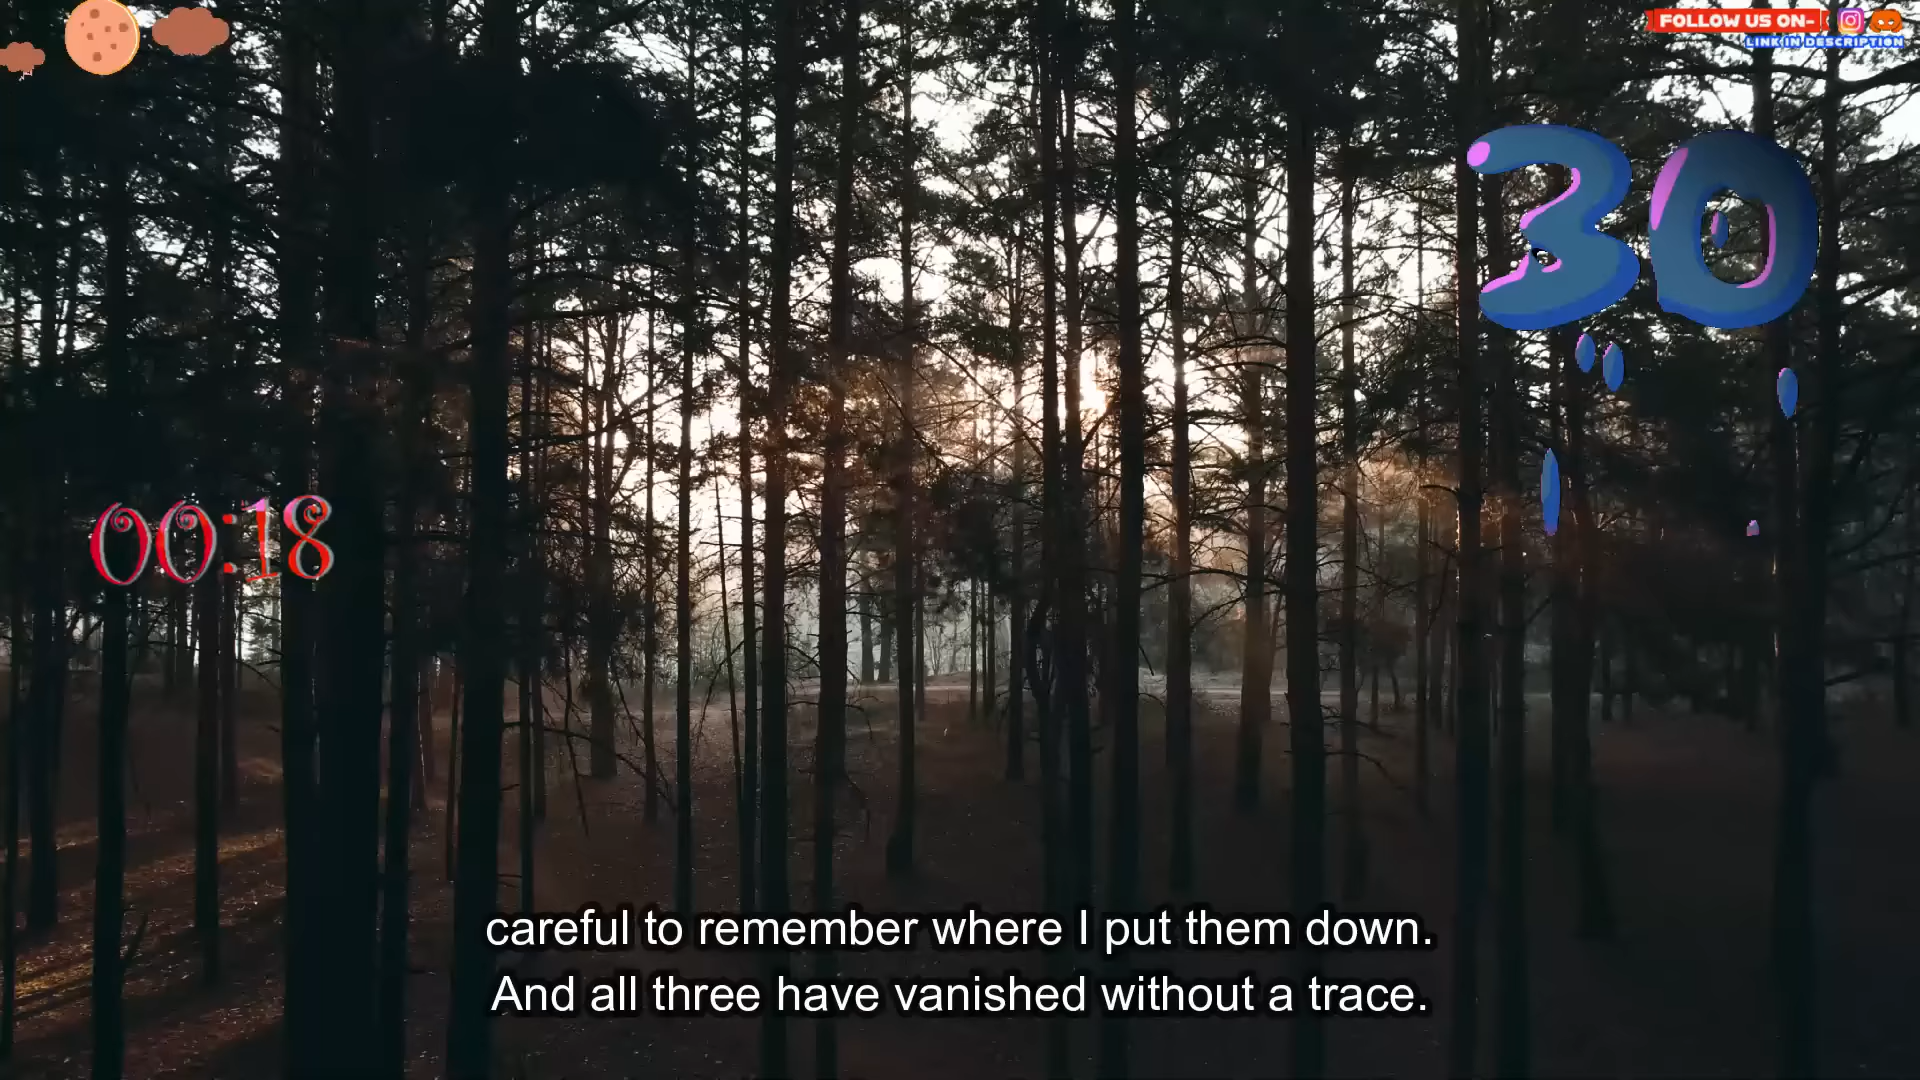 FOLLOW US ON-
LINK IN DESCRIPTION
30
00:18
careful to remember where I put them down.
And all three have vanished without a trace.